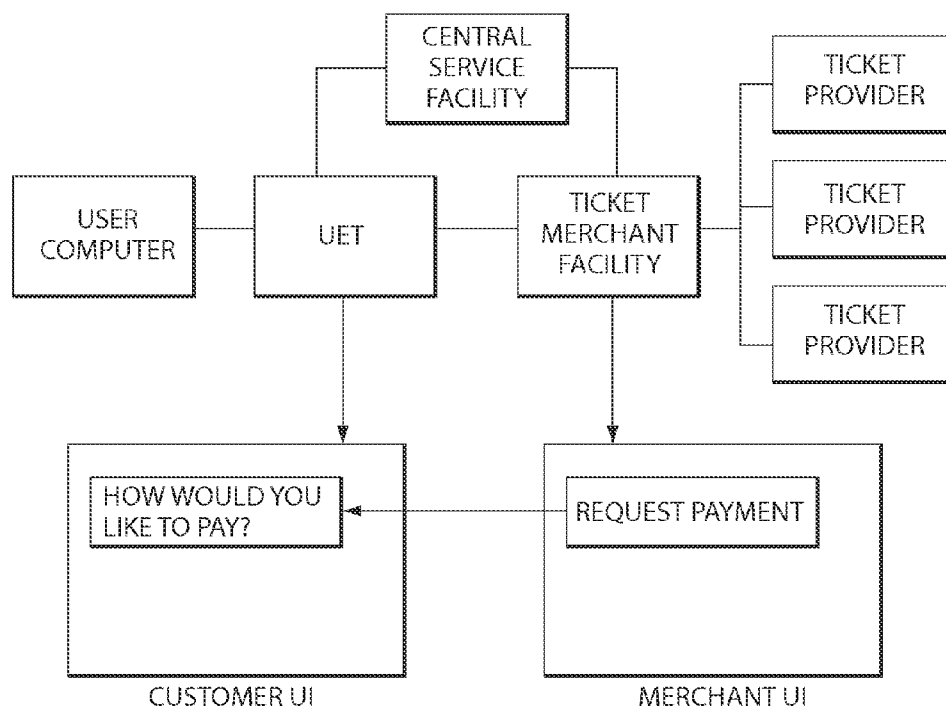 CENTRAL
SERVICE
FACILITY
TICKET
PROVIDER
USER
COMPUTER
UET
TICKET
MERCHANT
FACILITY
TICKET
PROVIDER
TICKET
PROVIDER
HOW WOULD YOU
LIKE TO PAY?
REQUEST PAYMENT
CUSTOMER UI
MERCHANT UI